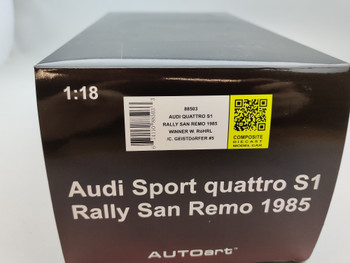 1:18
88503
AUDI QUATTRO S1
RALLY SAN REMO 1985
WINNER W. RöHRL
/C. GEISTDöRFER #5
COMPOSITE
DIECAST
MODEL CAR
Audi Sport quattro S1
Rally San Remo 1985
AUTOart